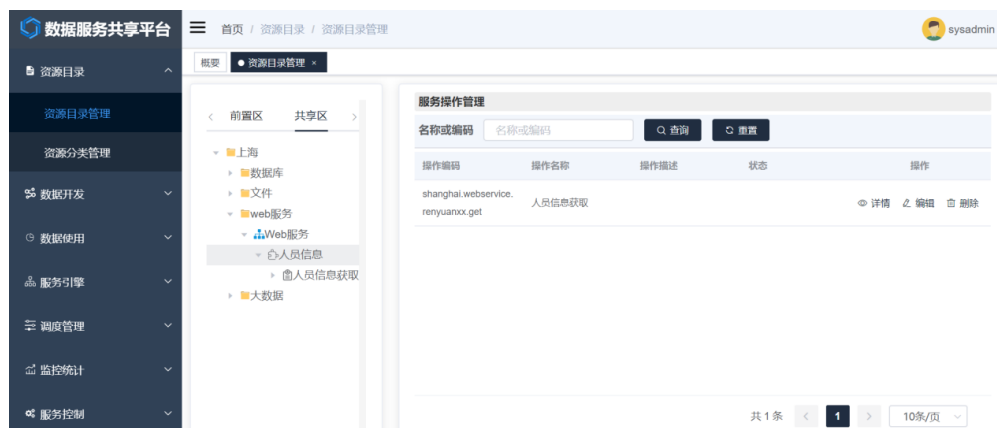 数据服务共享平台
首页 / 资源目录 / 资源目录管理
sysadmin
资源目录
概要
资源目录管理 ×
资源目录管理
资源分类管理
数据开发
数据使用
服务引擎
调度管理
监控统计
服务控制
前置区 共享区
上海
数据库
文件
web服务
Web服务
人员信息
人员信息获取
大数据
服务操作管理
名称或编码 名称或编码 查询 重置
操作编码 操作名称 操作描述 状态 操作
shanghai.webservice.
renyuanxx.get
人员信息获取
详情 编辑 删除
共 1 条 < 1 > 10条/页